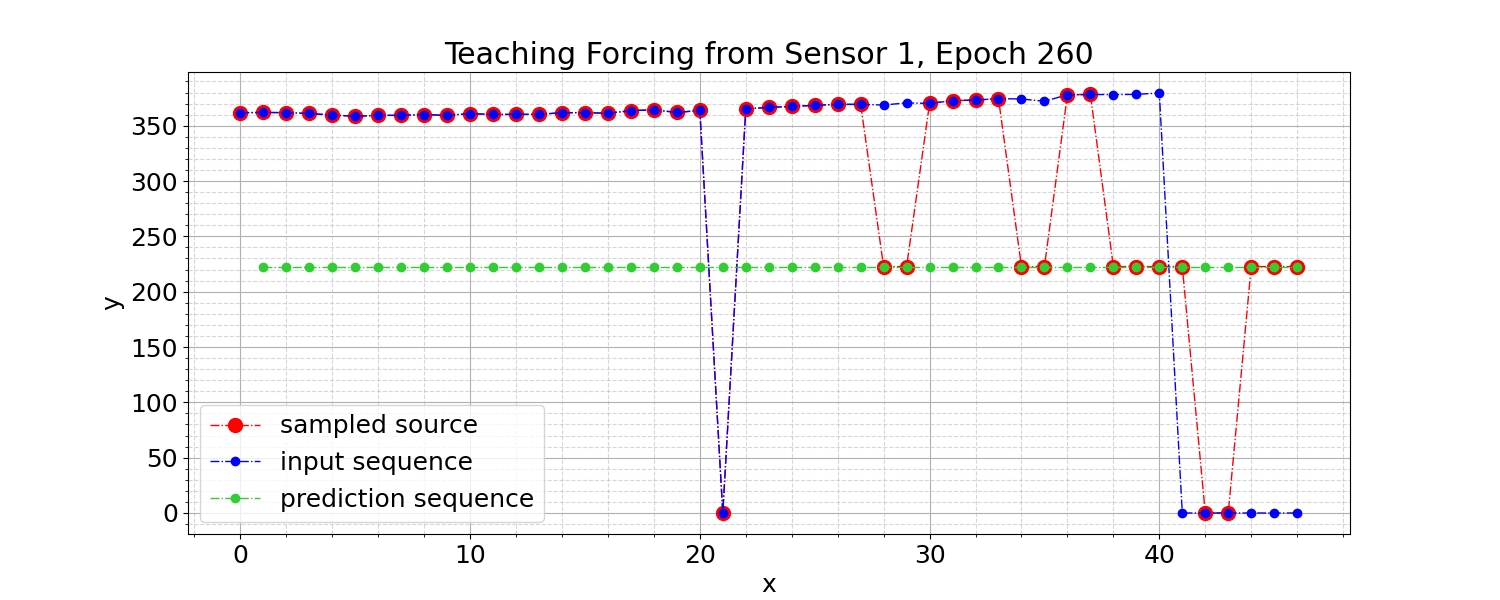 Teaching Forcing from Sensor 1, Epoch 260
350
300
250
200
150
100
50
0
y
sampled source
input sequence
prediction sequence
0 10 20 30 40
x